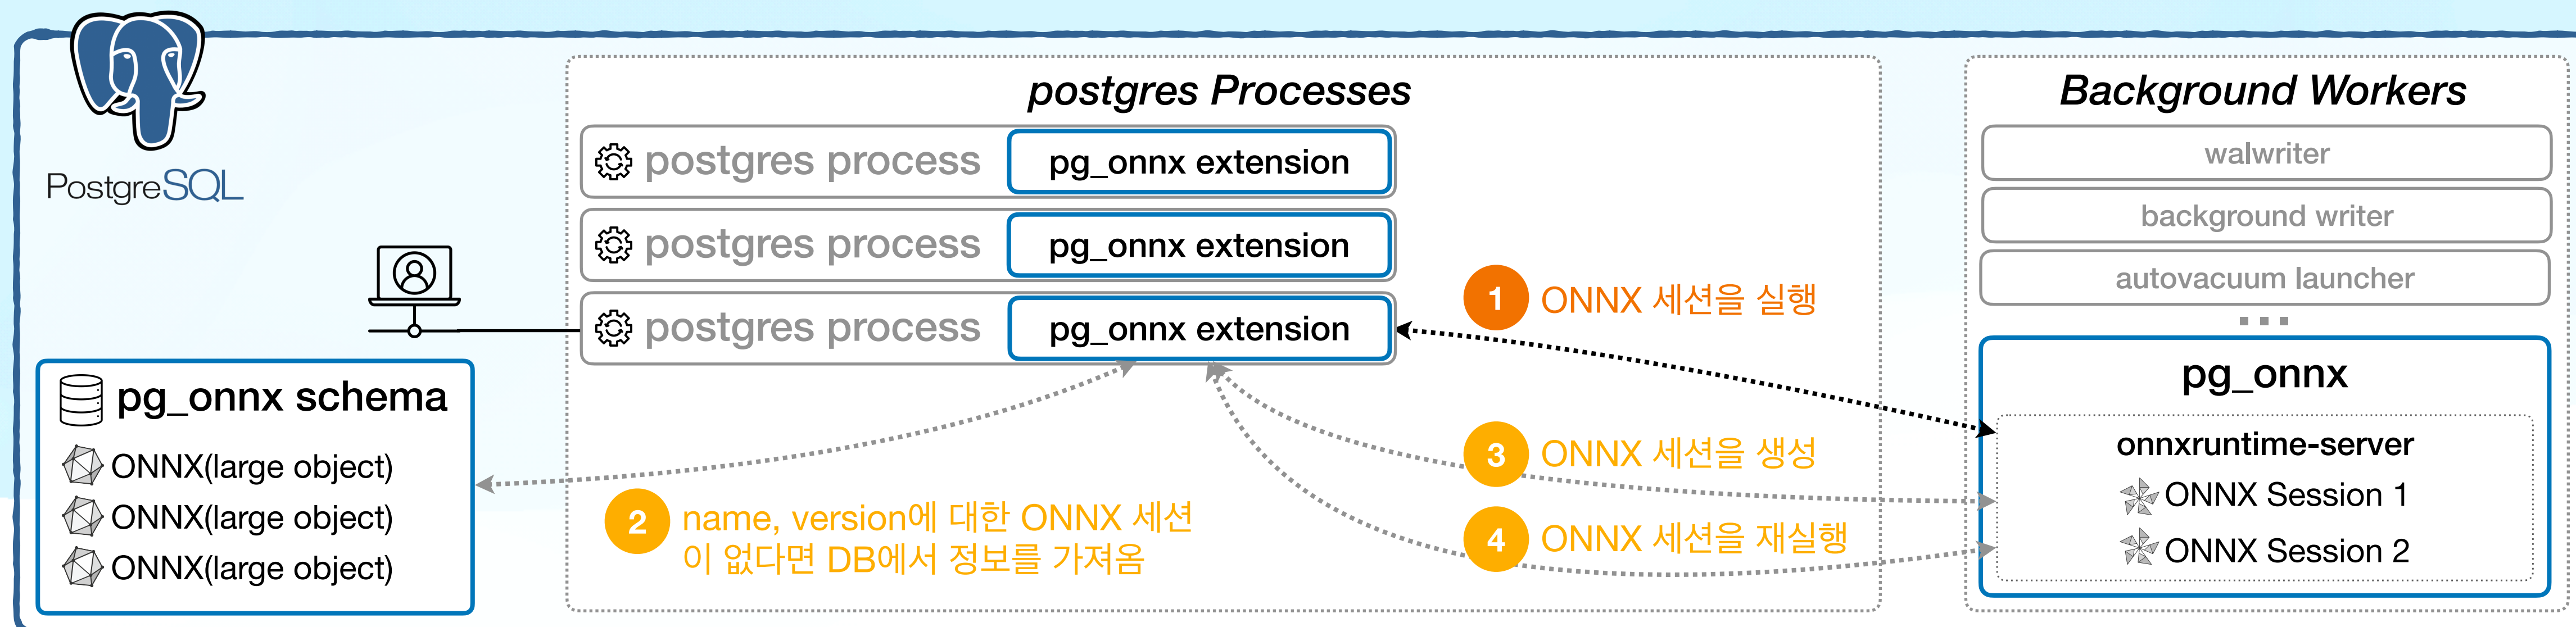 PostgreSQL
postgres Processes
postgres process
pg_onnx extension
postgres process
pg_onnx extension
postgres process
pg_onnx extension
pg_onnx schema
ONNX(large object)
ONNX(large object)
ONNX(large object)
1 ONNX 세션을 실행
2 name, version에 대한 ONNX 세션
이 없다면 DB에서 정보를 가져옴
3 ONNX 세션을 생성
4 ONNX 세션을 재실행
Background Workers
walwriter
background writer
autovacuum launcher
...
pg_onnx
onnxruntime-server
ONNX Session 1
ONNX Session 2